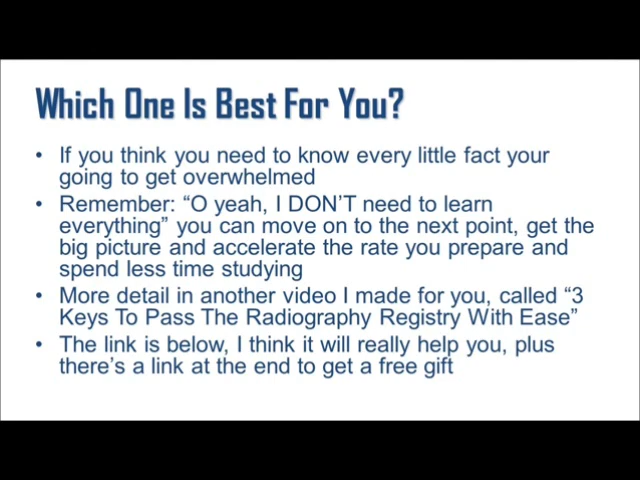 Which One Is Best For You?
• If you think you need to know every little fact your
going to get overwhelmed
• Remember: “O yeah, I DON’T need to learn
everything” you can move on to the next point, get the
big picture and accelerate the rate you prepare and
spend less time studying
• More detail in another video I made for you, called “3
Keys To Pass The Radiography Registry With Ease”
• The link is below, I think it will really help you, plus
there’s a link at the end to get a free gift